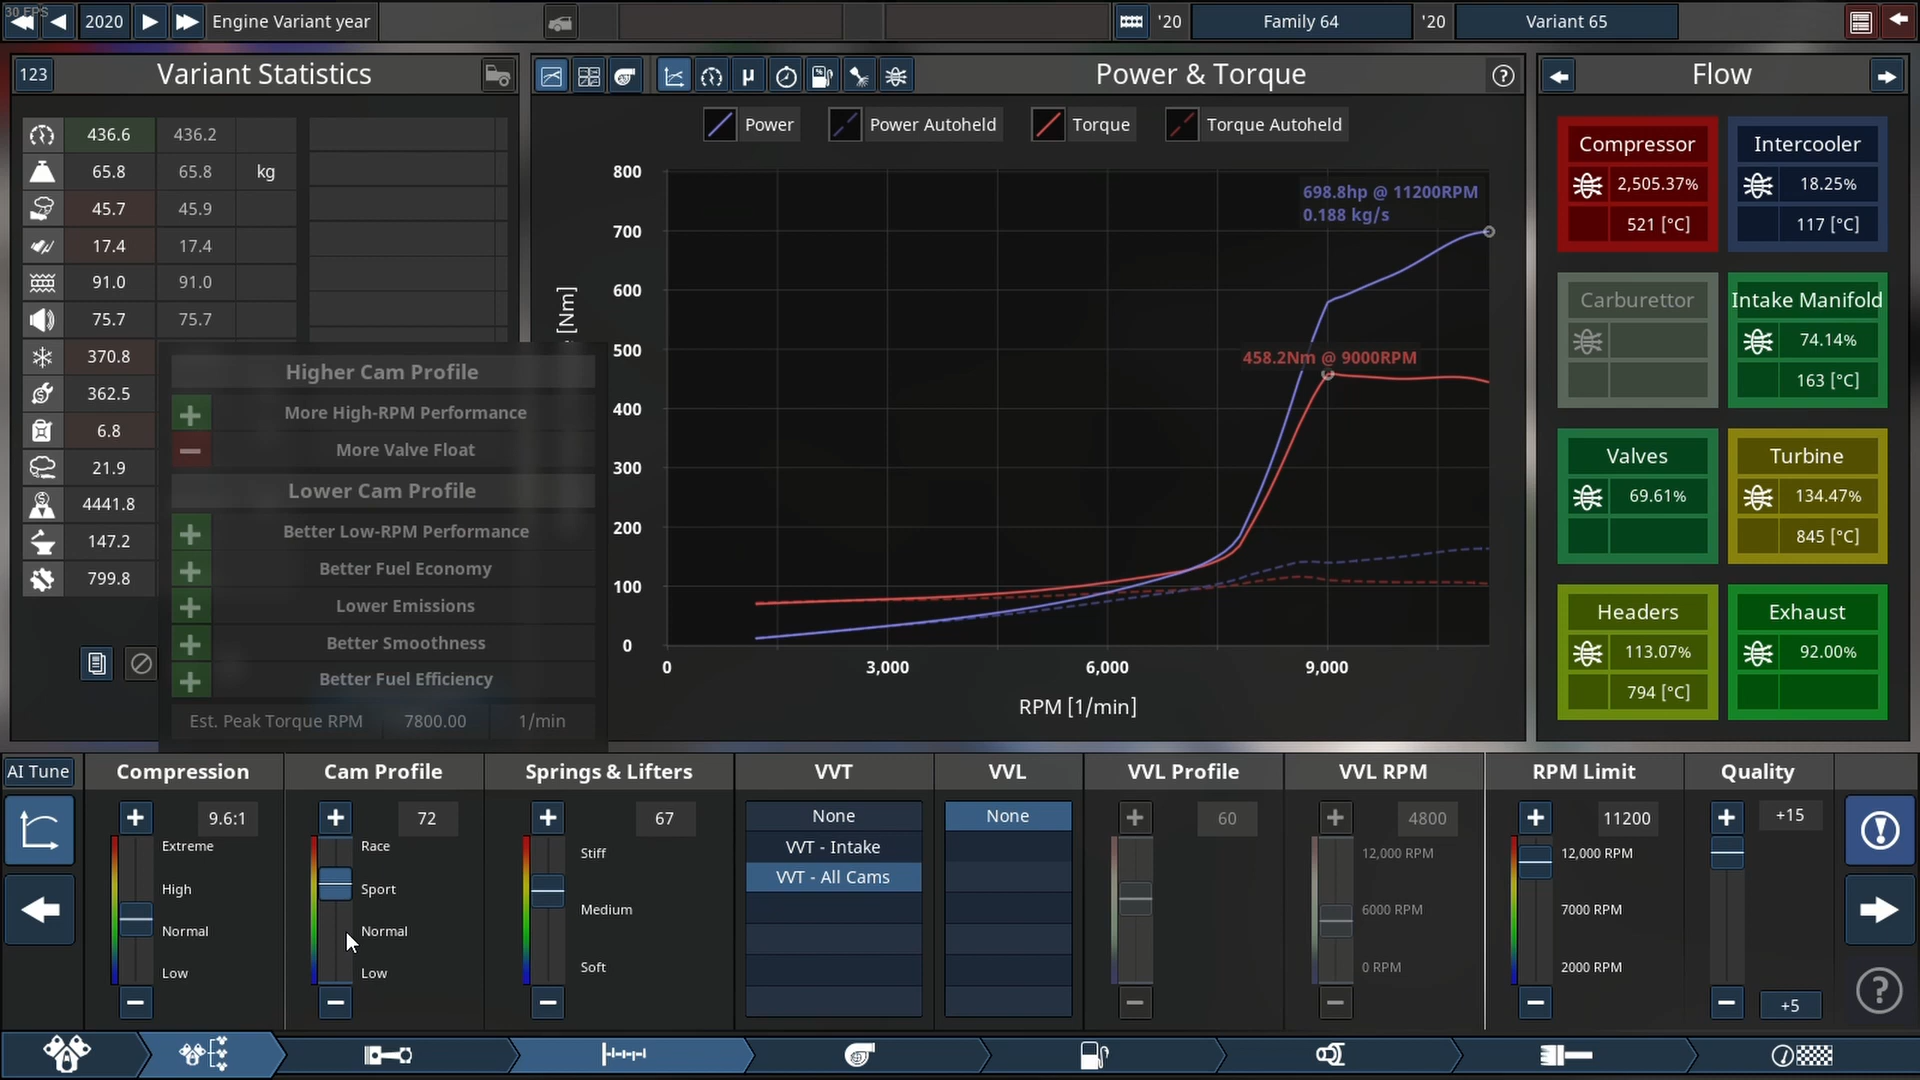 30 FPS
2020
Engine Variant year
'20
Family 64
'20
Variant 65
123
Variant Statistics
436.6 436.2
65.8 65.8 kg
45.7 45.9
17.4 17.4
91.0 91.0
75.7 75.7
370.8
362.5
6.8
21.9
4441.8
147.2
799.8
Higher Cam Profile
More High-RPM Performance
More Valve Float
Lower Cam Profile
Better Low-RPM Performance
Better Fuel Economy
Lower Emissions
Better Smoothness
Better Fuel Efficiency
Est. Peak Torque RPM 7800.00 1/min
Power & Torque
Power
Power Autoheld
Torque
Torque Autoheld
800
700
600
500
400
300
200
100
0
[Nm]
698.8hp @ 11200RPM
0.188 kg/s
458.2Nm @ 9000RPM
0 3,000 6,000 9,000
RPM [1/min]
Flow
Compressor
2,505.37%
521 [°C]
Intercooler
18.25%
117 [°C]
Carburettor
Intake Manifold
74.14%
163 [°C]
Valves
69.61%
Turbine
134.47%
845 [°C]
Headers
113.07%
794 [°C]
Exhaust
92.00%
AI Tune
Compression
9.6:1
Extreme
High
Normal
Low
Cam Profile
72
Race
Sport
Normal
Low
Springs & Lifters
67
Stiff
Medium
Soft
VVT
None
VVT - Intake
VVT - All Cams
VVL
None
VVL Profile
60
VVL RPM
4800
12,000 RPM
6000 RPM
0 RPM
RPM Limit
11200
12,000 RPM
7000 RPM
2000 RPM
Quality
+15
+5